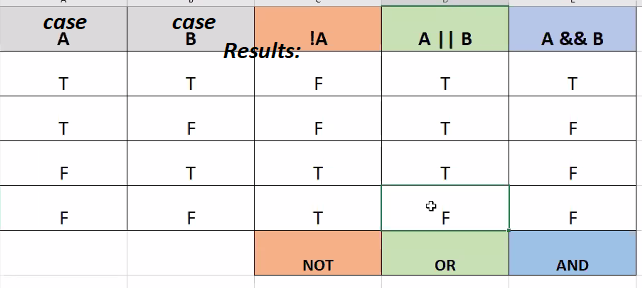 case case
A B Results: !A A || B A && B
T T F T T
T F F T F
F T T T F
F F T F F
NOT OR AND